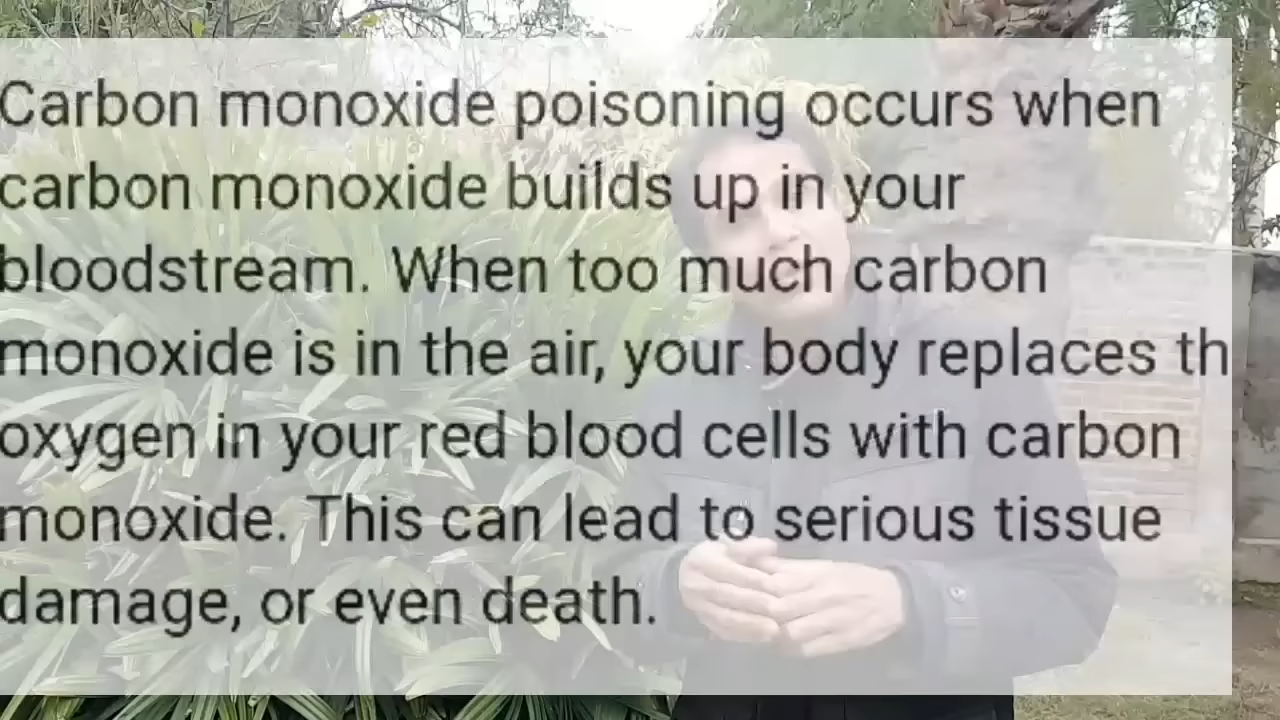 Carbon monoxide poisoning occurs when
carbon monoxide builds up in your
bloodstream. When too much carbon
monoxide is in the air, your body replaces th
oxygen in your red blood cells with carbon
monoxide. This can lead to serious tissue
damage, or even death.